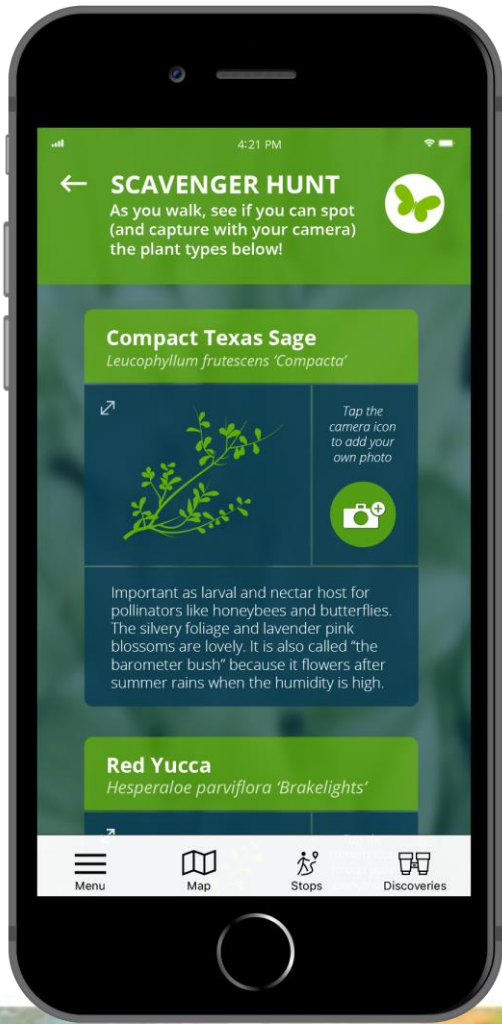 4:21 PM
SCAVENGER HUNT
As you walk, see if you can spot
(and capture with your camera)
the plant types below!
Compact Texas Sage
Leucophyllum frutescens ‘Compacta’
Tap the
camera icon
to add your
own photo
Important as larval and nectar host for
pollinators like honeybees and butterflies.
The silvery foliage and lavender pink
blossoms are lovely. It is also called “the
barometer bush” because it flowers after
summer rains when the humidity is high.
Red Yucca
Hesperaloe parviflora ‘Brakelights’
Menu
Map
Stops
Discoveries